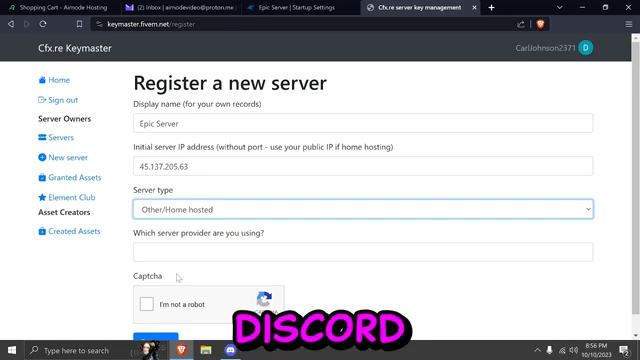 Shopping Cart - Airnode Hosting
Inbox | airnodevideo@proton.me
Epic Server | Startup Settings
Cfx.re server key management
keymaster.fivem.net/register
Cfx.re Keymaster
CarlJohnson2371
D
Home
Sign out
Server Owners
Servers
New server
Granted Assets
Element Club
Asset Creators
Created Assets
Register a new server
Display name (for your own records)
Epic Server
Initial server IP address (without port - use your public IP if home hosting)
45.137.205.63
Server type
Other/Home hosted
Which server provider are you using?
Captcha
I'm not a robot
DISCORD
Type here to search
8:56 PM
10/10/2023